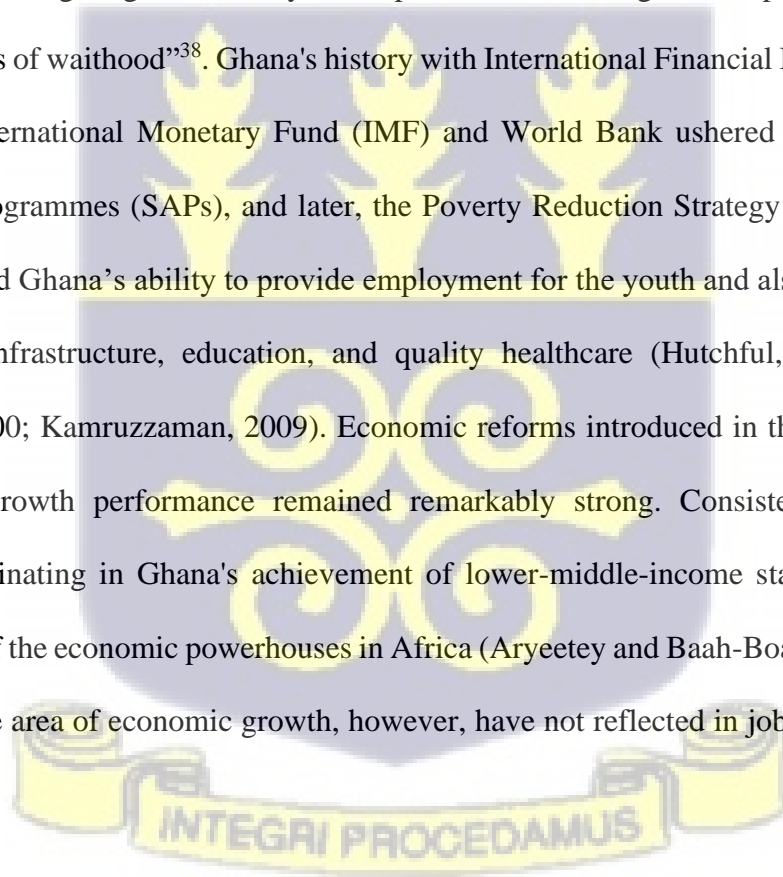 s of waithood”38. Ghana's history with International Financial
ernational Monetary Fund (IMF) and World Bank ushered
ogrammes (SAPs), and later, the Poverty Reduction Strategy
d Ghana’s ability to provide employment for the youth and als
nfrastructure, education, and quality healthcare (Hutchful,
00; Kamruzzaman, 2009). Economic reforms introduced in th
rowth performance remained remarkably strong. Consiste
inating in Ghana's achievement of lower-middle-income sta
f the economic powerhouses in Africa (Aryeetey and Baah-Boa
e area of economic growth, however, have not reflected in job
INTEGRI PROCEDAMUS